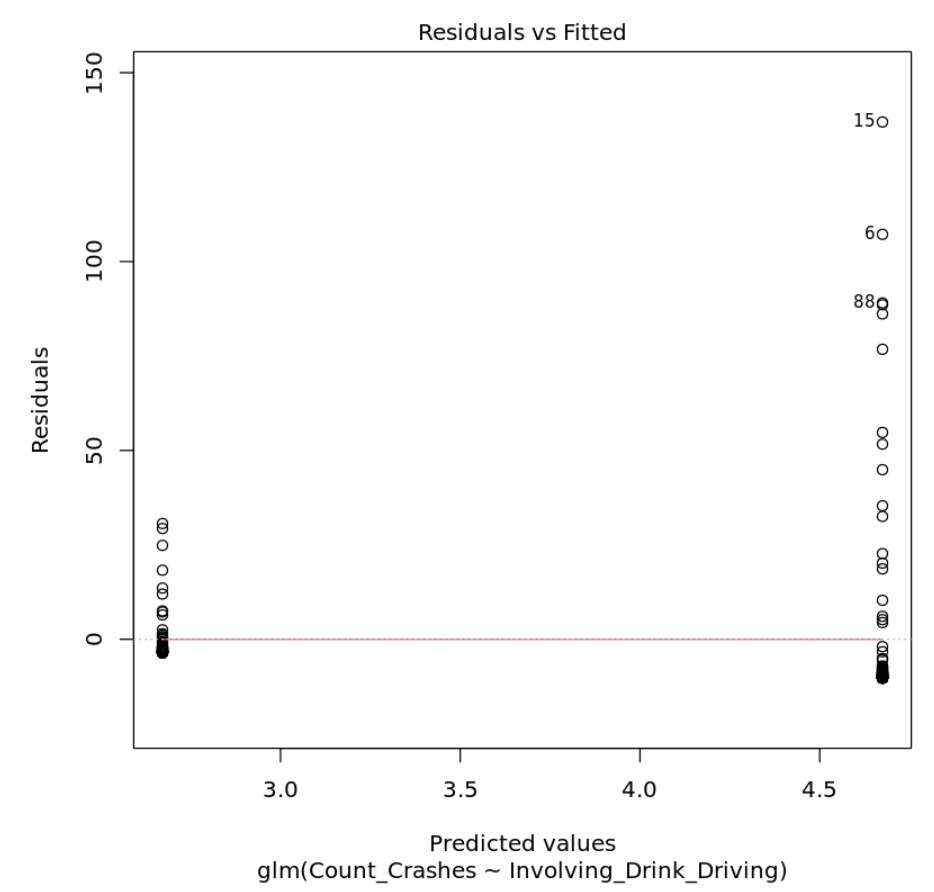 Residuals vs Fitted
150
100
50
0
Residuals
15
6
88
3.0 3.5 4.0 4.5
Predicted values
glm(Count_Crashes ~ Involving_Drink_Driving)